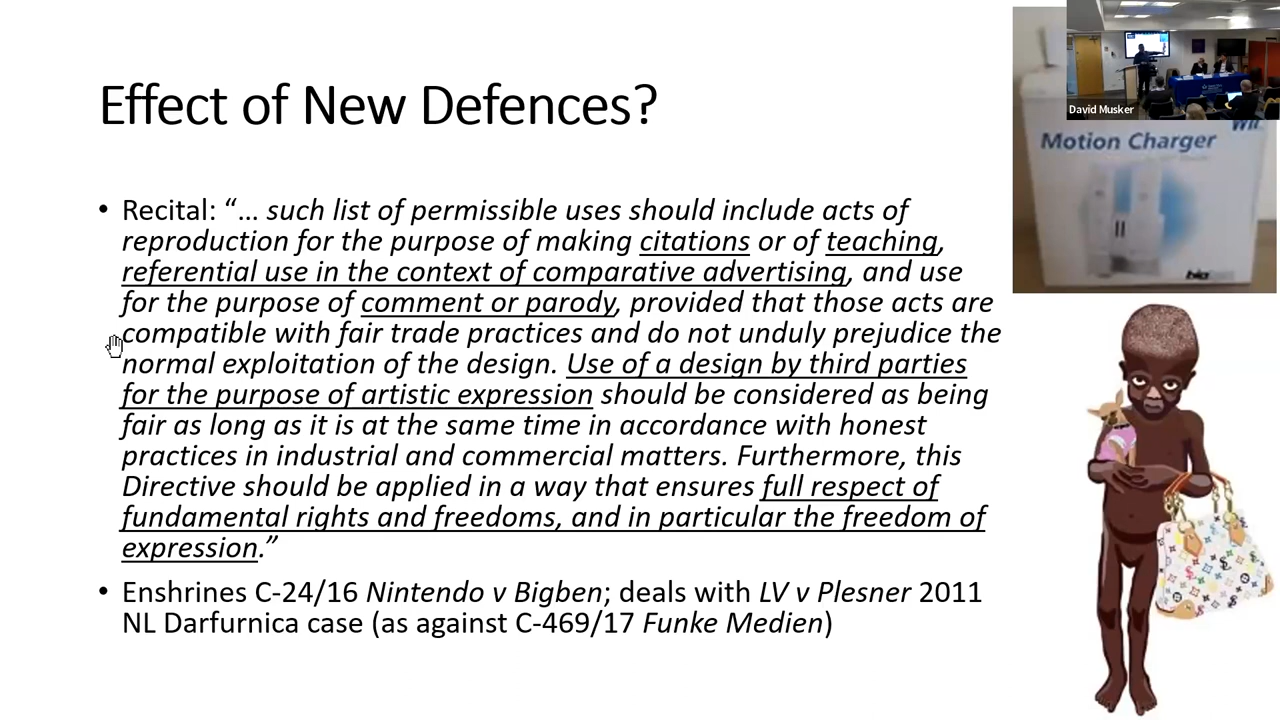 Effect of New Defences?
• Recital: “… such list of permissible uses should include acts of
reproduction for the purpose of making citations or of teaching,
referential use in the context of comparative advertising, and use
for the purpose of comment or parody, provided that those acts are
compatible with fair trade practices and do not unduly prejudice the
normal exploitation of the design. Use of a design by third parties
for the purpose of artistic expression should be considered as being
fair as long as it is at the same time in accordance with honest
practices in industrial and commercial matters. Furthermore, this
Directive should be applied in a way that ensures full respect of
fundamental rights and freedoms, and in particular the freedom of
expression.”
• Enshrines C-24/16 Nintendo v Bigben; deals with LV v Plesner 2011
NL Darfurnica case (as against C-469/17 Funke Medien)
David Musker
Wii
Motion Charger